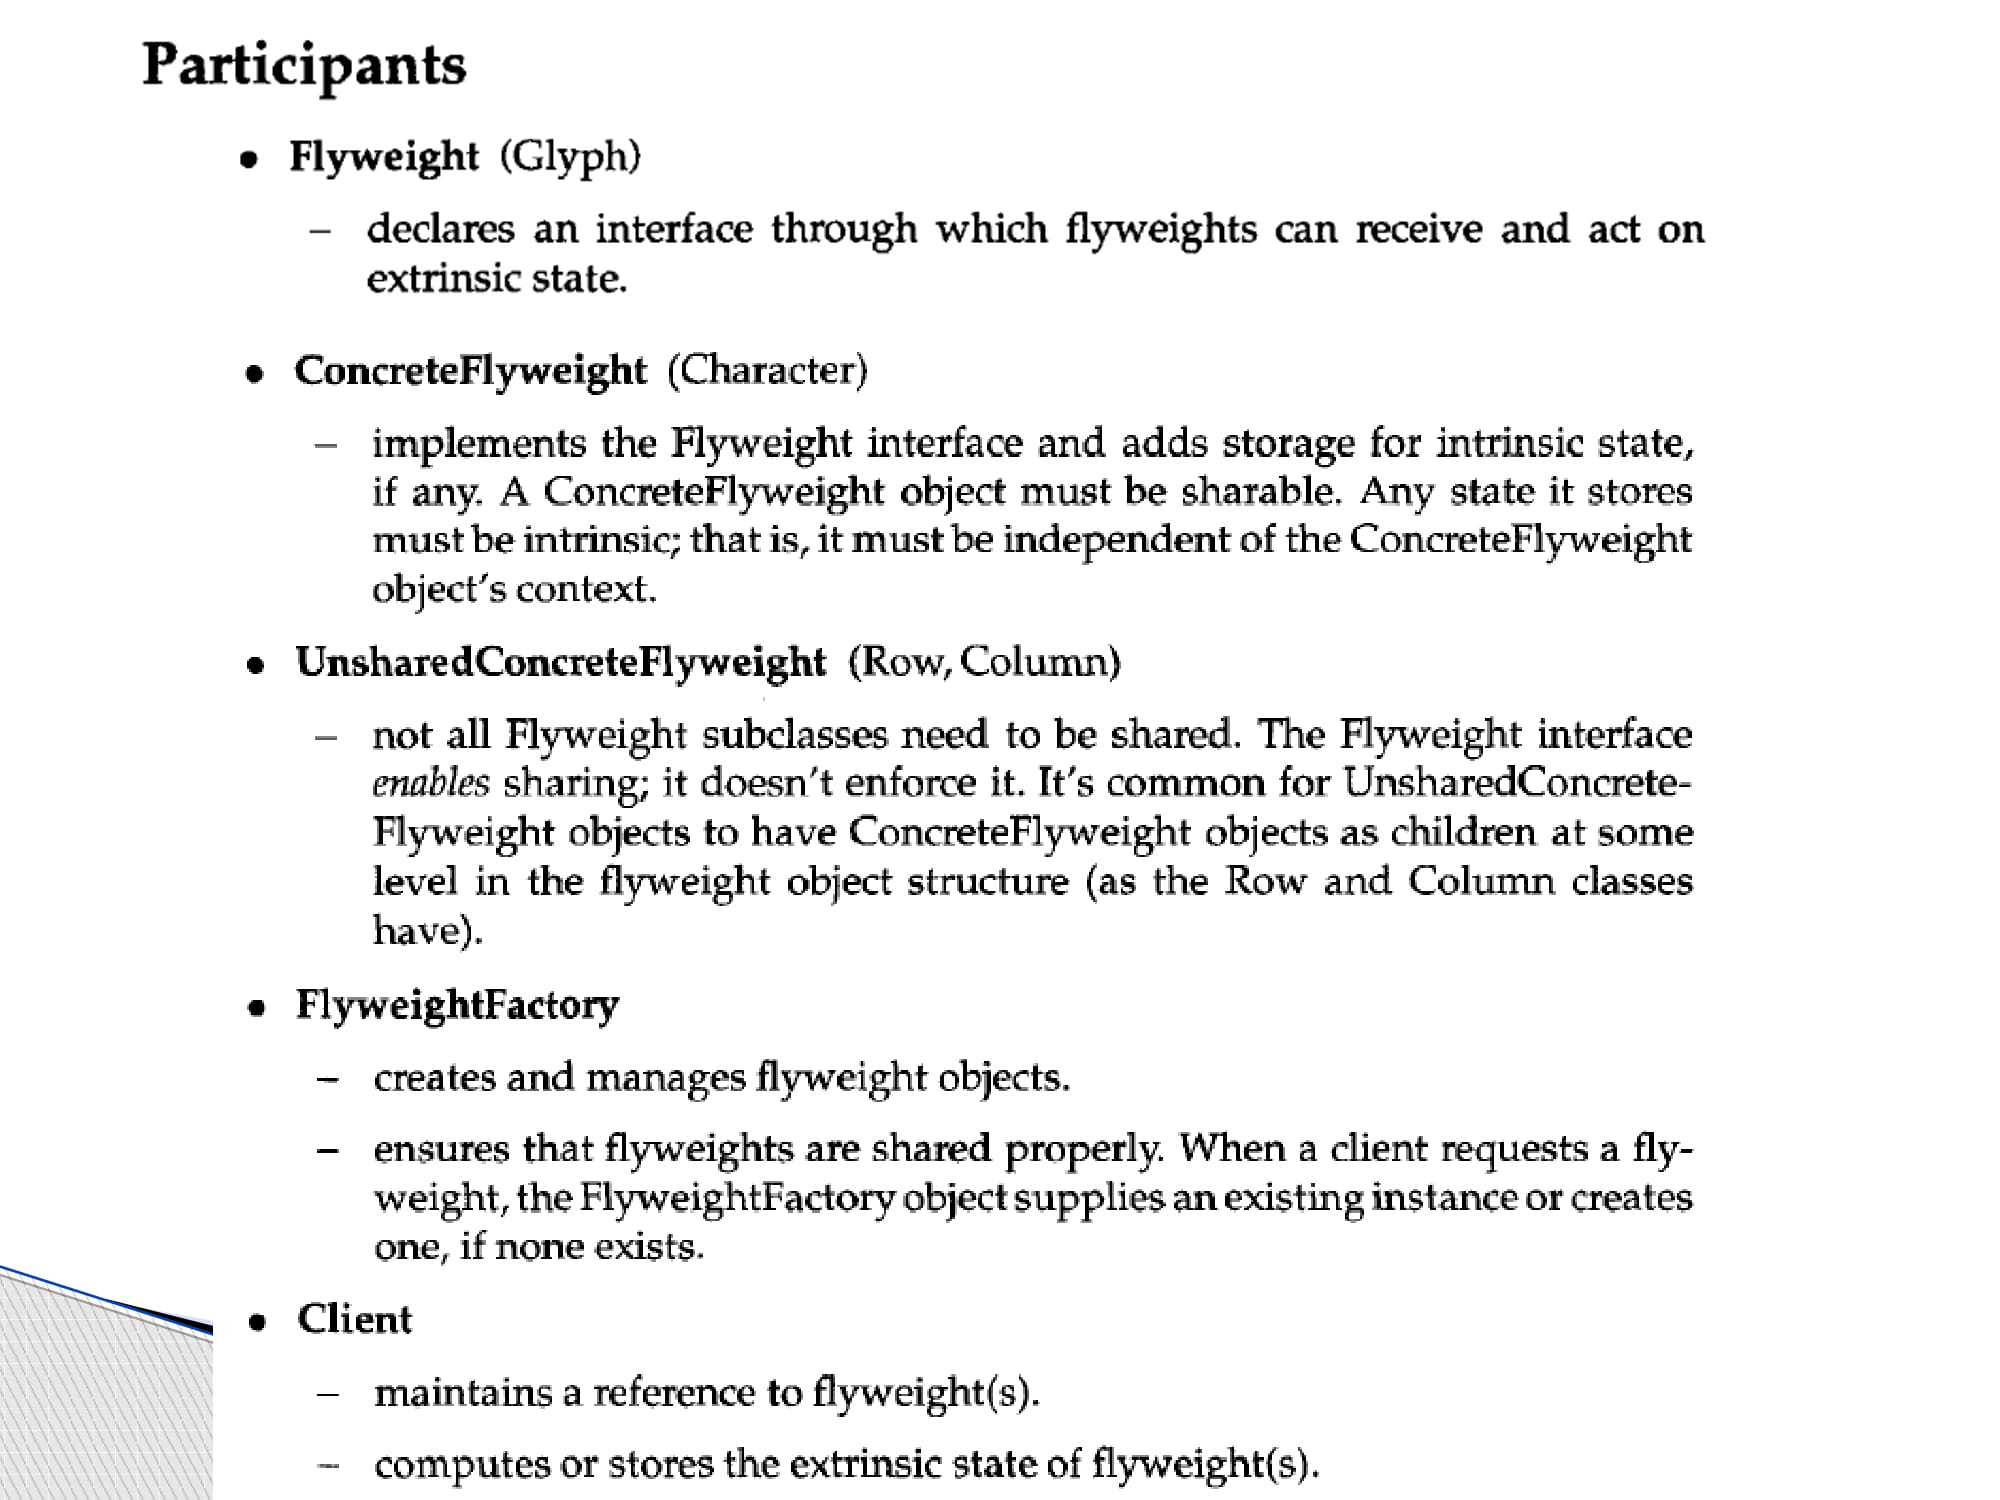 Participants
• Flyweight (Glyph)
– declares an interface through which flyweights can receive and act on
extrinsic state.
• ConcreteFlyweight (Character)
– implements the Flyweight interface and adds storage for intrinsic state,
if any. A ConcreteFlyweight object must be sharable. Any state it stores
must be intrinsic; that is, it must be independent of the ConcreteFlyweight
object's context.
• UnsharedConcreteFlyweight (Row, Column)
– not all Flyweight subclasses need to be shared. The Flyweight interface
enables sharing; it doesn't enforce it. It's common for UnsharedConcrete-
Flyweight objects to have ConcreteFlyweight objects as children at some
level in the flyweight object structure (as the Row and Column classes
have).
• FlyweightFactory
– creates and manages flyweight objects.
– ensures that flyweights are shared properly. When a client requests a fly-
weight, the FlyweightFactory object supplies an existing instance or creates
one, if none exists.
• Client
– maintains a reference to flyweight(s).
– computes or stores the extrinsic state of flyweight(s).